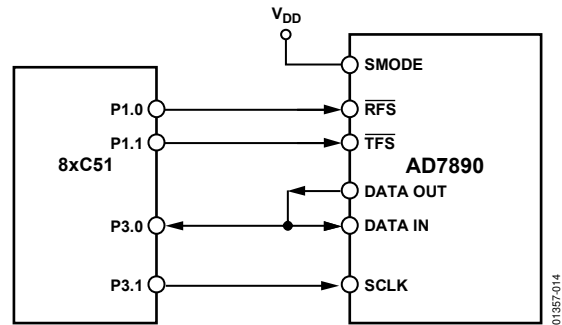 VDD
SMODE
P1.0
RFS
P1.1
TFS
8xC51
AD7890
DATA OUT
P3.0
DATA IN
P3.1
SCLK
01357-014